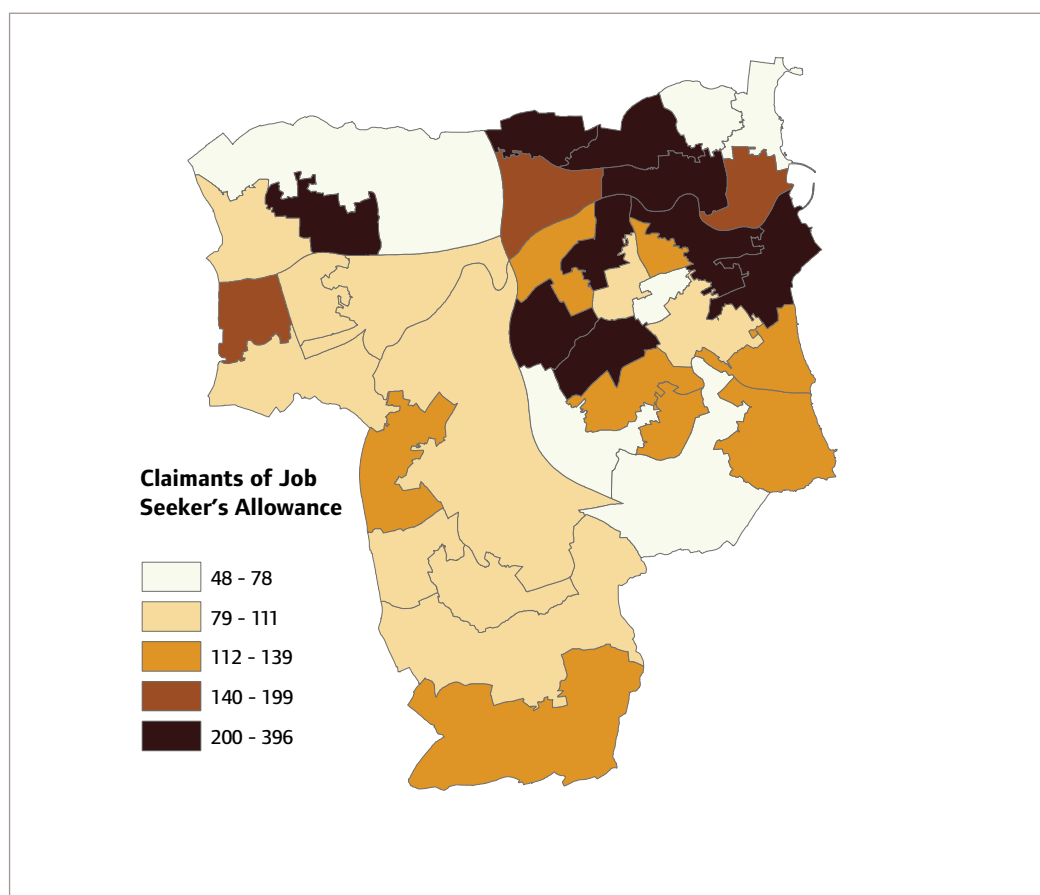 Claimants of Job
Seeker's Allowance
48 - 78
79 - 111
112 - 139
140 - 199
200 - 396